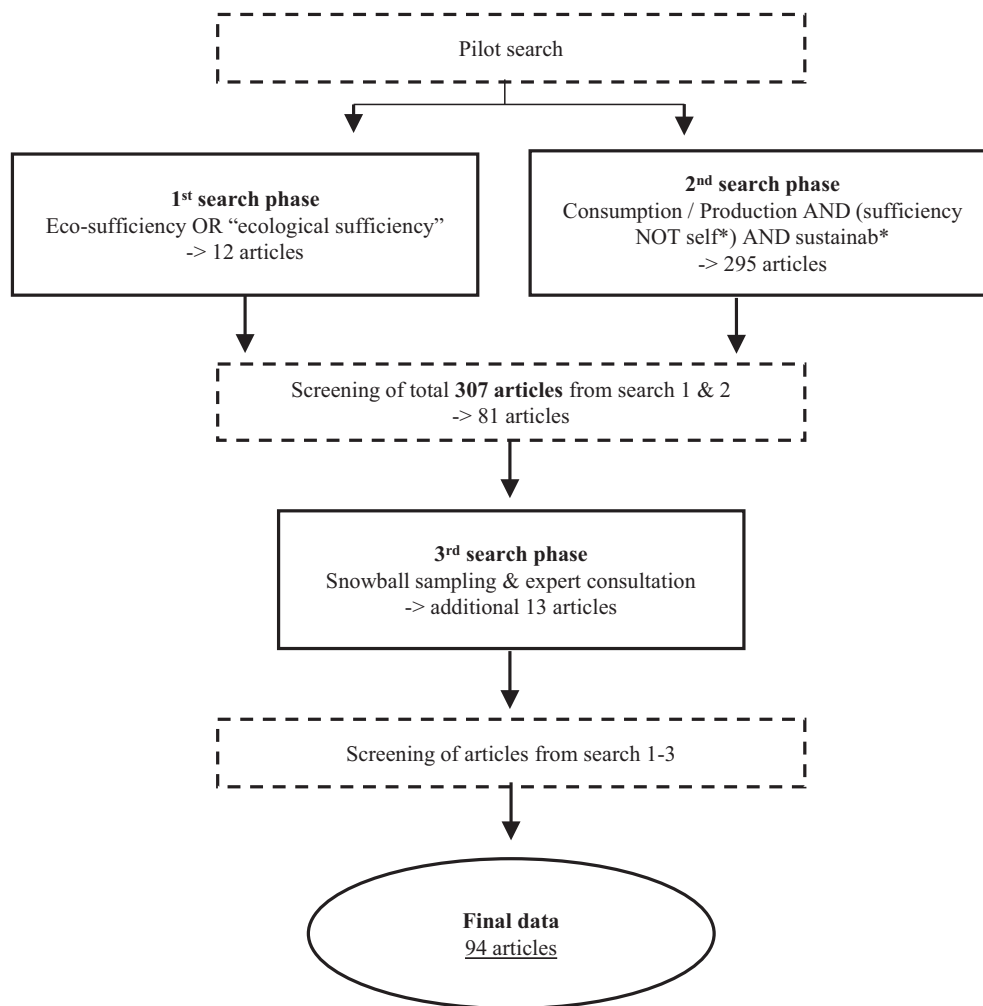 Pilot search
1st search phase
Eco-sufficiency OR “ecological sufficiency”
-> 12 articles
2nd search phase
Consumption / Production AND (sufficiency
NOT self*) AND sustainab*
-> 295 articles
Screening of total 307 articles from search 1 & 2
-> 81 articles
3rd search phase
Snowball sampling & expert consultation
-> additional 13 articles
Screening of articles from search 1-3
Final data
94 articles